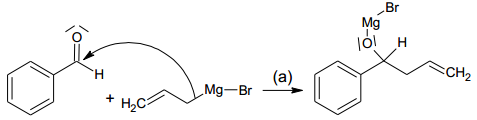 O
H
+ H₂C Mg—Br
(a)
Br
Mg
O
H
CH₂